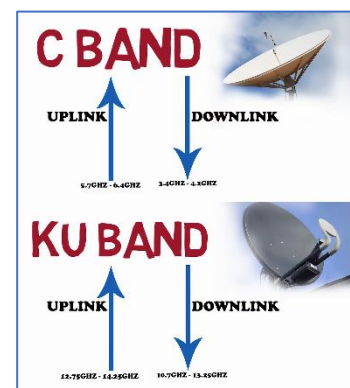 C BAND
UPLINK DOWNLINK
5.7GHZ - 6.4GHZ 3.4GHZ - 4.2GHZ
KU BAND
UPLINK DOWNLINK
12.75GHZ - 14.25GHZ 10.7GHZ - 13.25GHZ